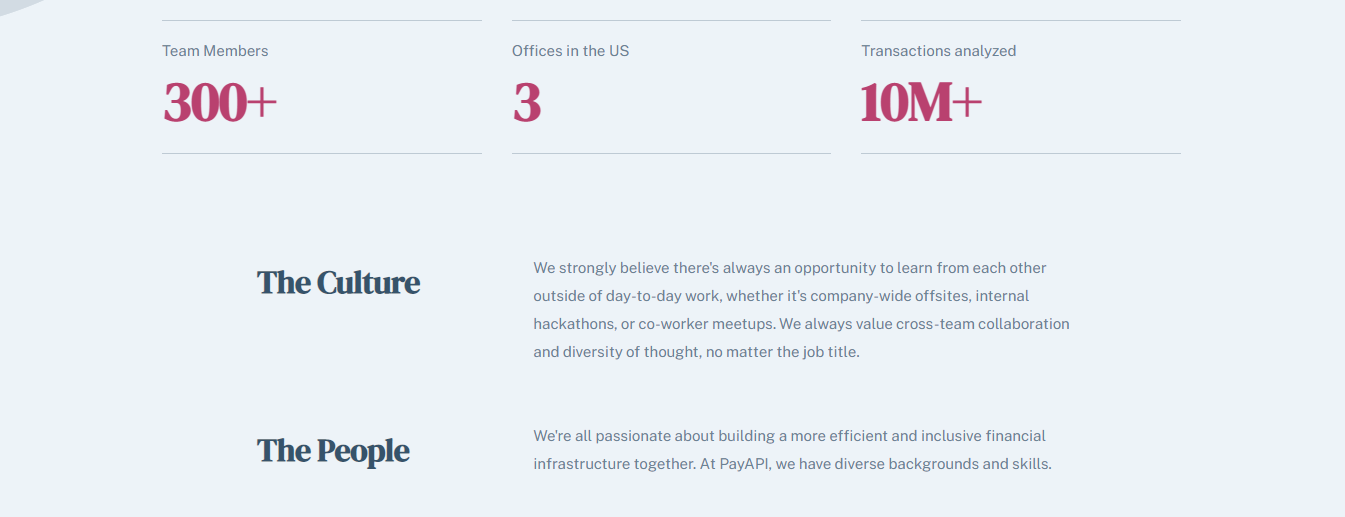 Team Members
300+
Offices in the US
3
Transactions analyzed
10M+
The Culture
We strongly believe there's always an opportunity to learn from each other
outside of day-to-day work, whether it's company-wide offsites, internal
hackathons, or co-worker meetups. We always value cross-team collaboration
and diversity of thought, no matter the job title.
The People
We're all passionate about building a more efficient and inclusive financial
infrastructure together. At PayAPI, we have diverse backgrounds and skills.